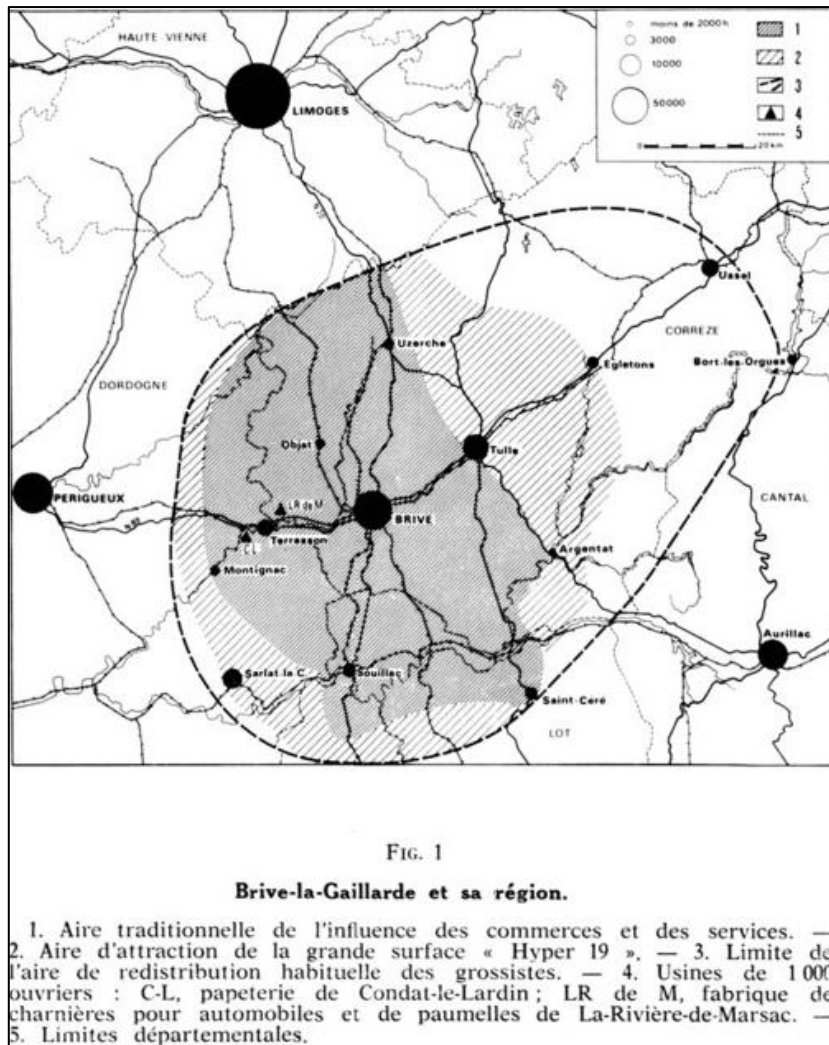 HAUTE VIENNE
moins de 2000 h
3000
10000
50000
1
2
3
4
5
0 20 km
LIMOGES
N.20
Ussel
CORREZE
Uzerche
Egletons
Bort-les-Orgues
DORDOGNE
Objat
Tulle
PERIGUEUX
LR de M
BRIVE
CANTAL
N.89
Terrasson
C-L
Argentat
Montignac
Aurillac
Sarlat-la C.
Souillac
Saint-Céré
LOT
FIG. 1
Brive-la-Gaillarde et sa région.
1. Aire traditionnelle de l'influence des commerces et des services. —
2. Aire d'attraction de la grande surface « Hyper 19 ». — 3. Limite de
l'aire de redistribution habituelle des grossistes. — 4. Usines de 1 000
ouvriers : C-L, papeterie de Condat-le-Lardin ; LR de M, fabrique de
charnières pour automobiles et de paumelles de La-Rivière-de-Marsac. —
5. Limites départementales.